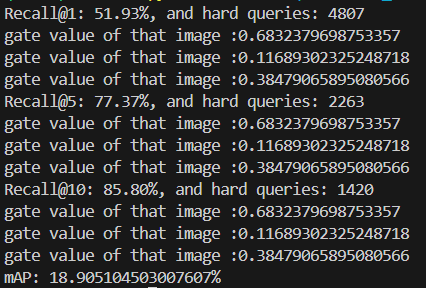 Recall@1: 51.93%, and hard queries: 4807
gate value of that image :0.6832379698753357
gate value of that image :0.11689302325248718
gate value of that image :0.38479065895080566
Recall@5: 77.37%, and hard queries: 2263
gate value of that image :0.6832379698753357
gate value of that image :0.11689302325248718
gate value of that image :0.38479065895080566
Recall@10: 85.80%, and hard queries: 1420
gate value of that image :0.6832379698753357
gate value of that image :0.11689302325248718
gate value of that image :0.38479065895080566
mAP: 18.905104503007607%